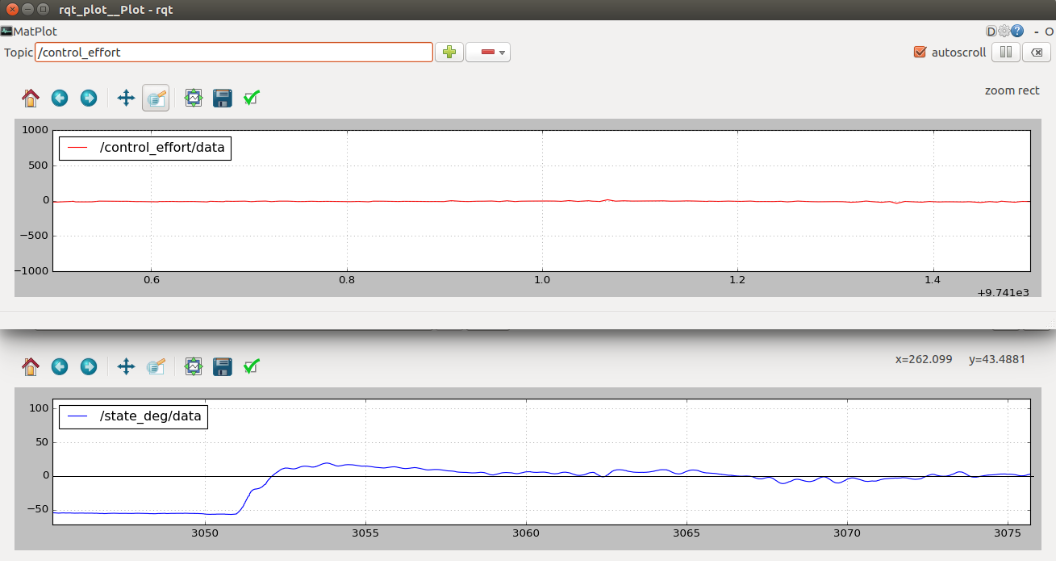 rqt_plot__Plot - rqt
MatPlot D ? - O
Topic /control_effort autoscroll
zoom rect
1000
500
0
−500
−1000
/control_effort/data
0.6 0.8 1.0 1.2 1.4
+9.741e3
x=262.099 y=43.4881
100
50
0
−50
/state_deg/data
3050 3055 3060 3065 3070 3075